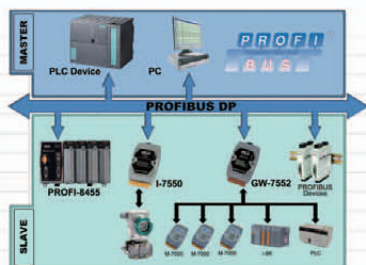 MASTER
PLC Device
PC
PROFI
BUS
PROFIBUS DP
SLAVE
PROFI-8455
I-7550
GW-7552
PROFIBUS
Devices
M-7000
M-7000
M-7000
I-8K
PLC